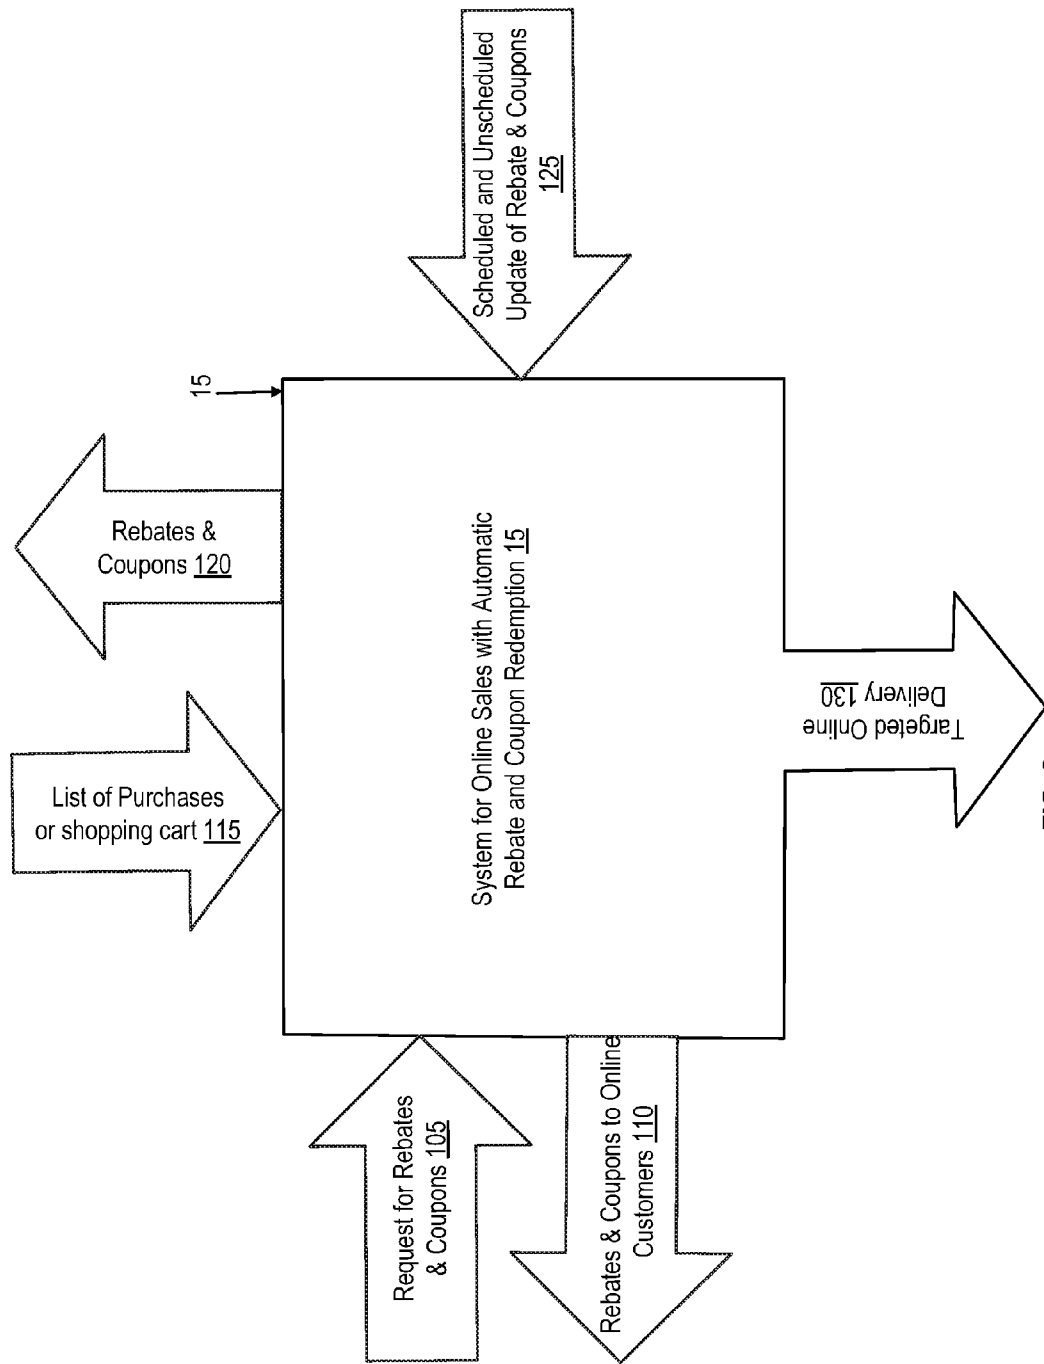 15
Rebates &
Coupons 120
List of Purchases
or shopping cart 115
Scheduled and Unscheduled
Update of Rebate & Coupons
125
System for Online Sales with Automatic
Rebate and Coupon Redemption 15
Request for Rebates
& Coupons 105
Rebates & Coupons to Online
Customers 110
Targeted Online
Delivery 130